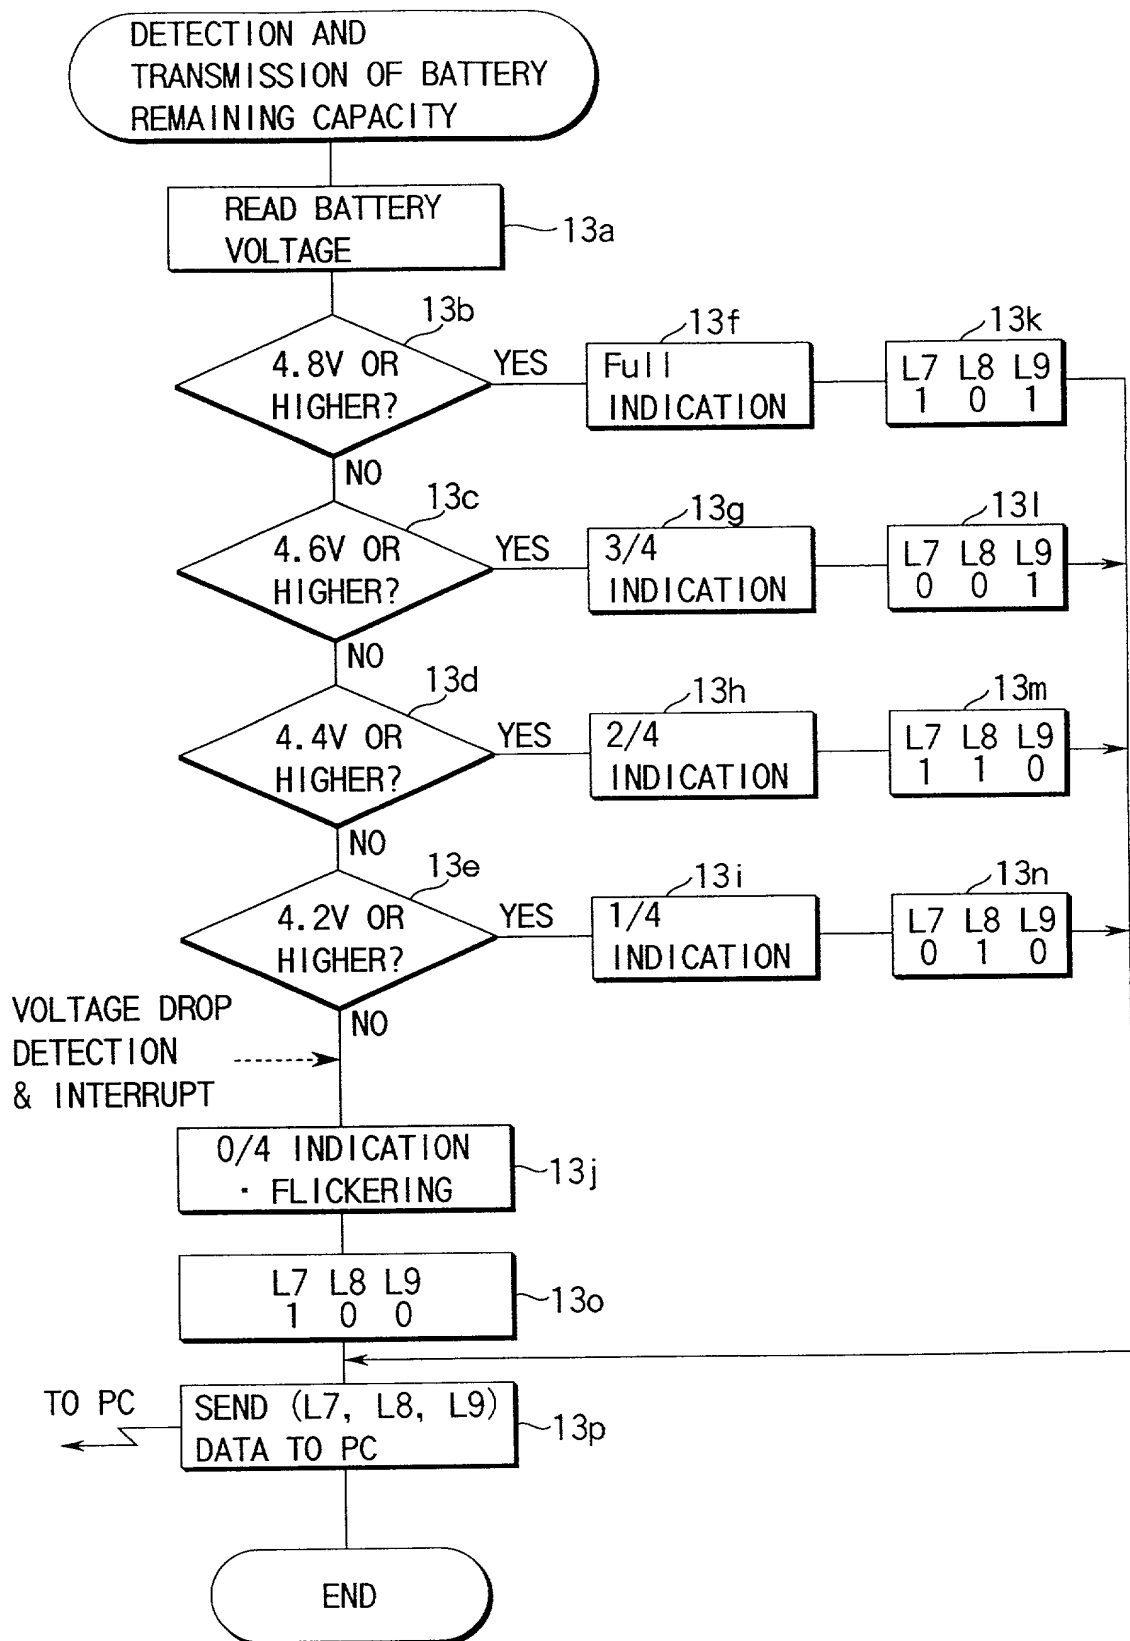 DETECTION AND
TRANSMISSION OF BATTERY
REMAINING CAPACITY
READ BATTERY
VOLTAGE
13a
13b
4.8V OR
HIGHER?
YES
NO
13f
Full
INDICATION
13k
L7 L8 L9
1 0 1
13c
4.6V OR
HIGHER?
YES
NO
13g
3/4
INDICATION
13l
L7 L8 L9
0 0 1
13d
4.4V OR
HIGHER?
YES
NO
13h
2/4
INDICATION
13m
L7 L8 L9
1 1 0
13e
4.2V OR
HIGHER?
YES
NO
13i
1/4
INDICATION
13n
L7 L8 L9
0 1 0
VOLTAGE DROP
DETECTION
& INTERRUPT
0/4 INDICATION
· FLICKERING
13j
L7 L8 L9
1 0 0
13o
TO PC
SEND (L7, L8, L9)
DATA TO PC
13p
END